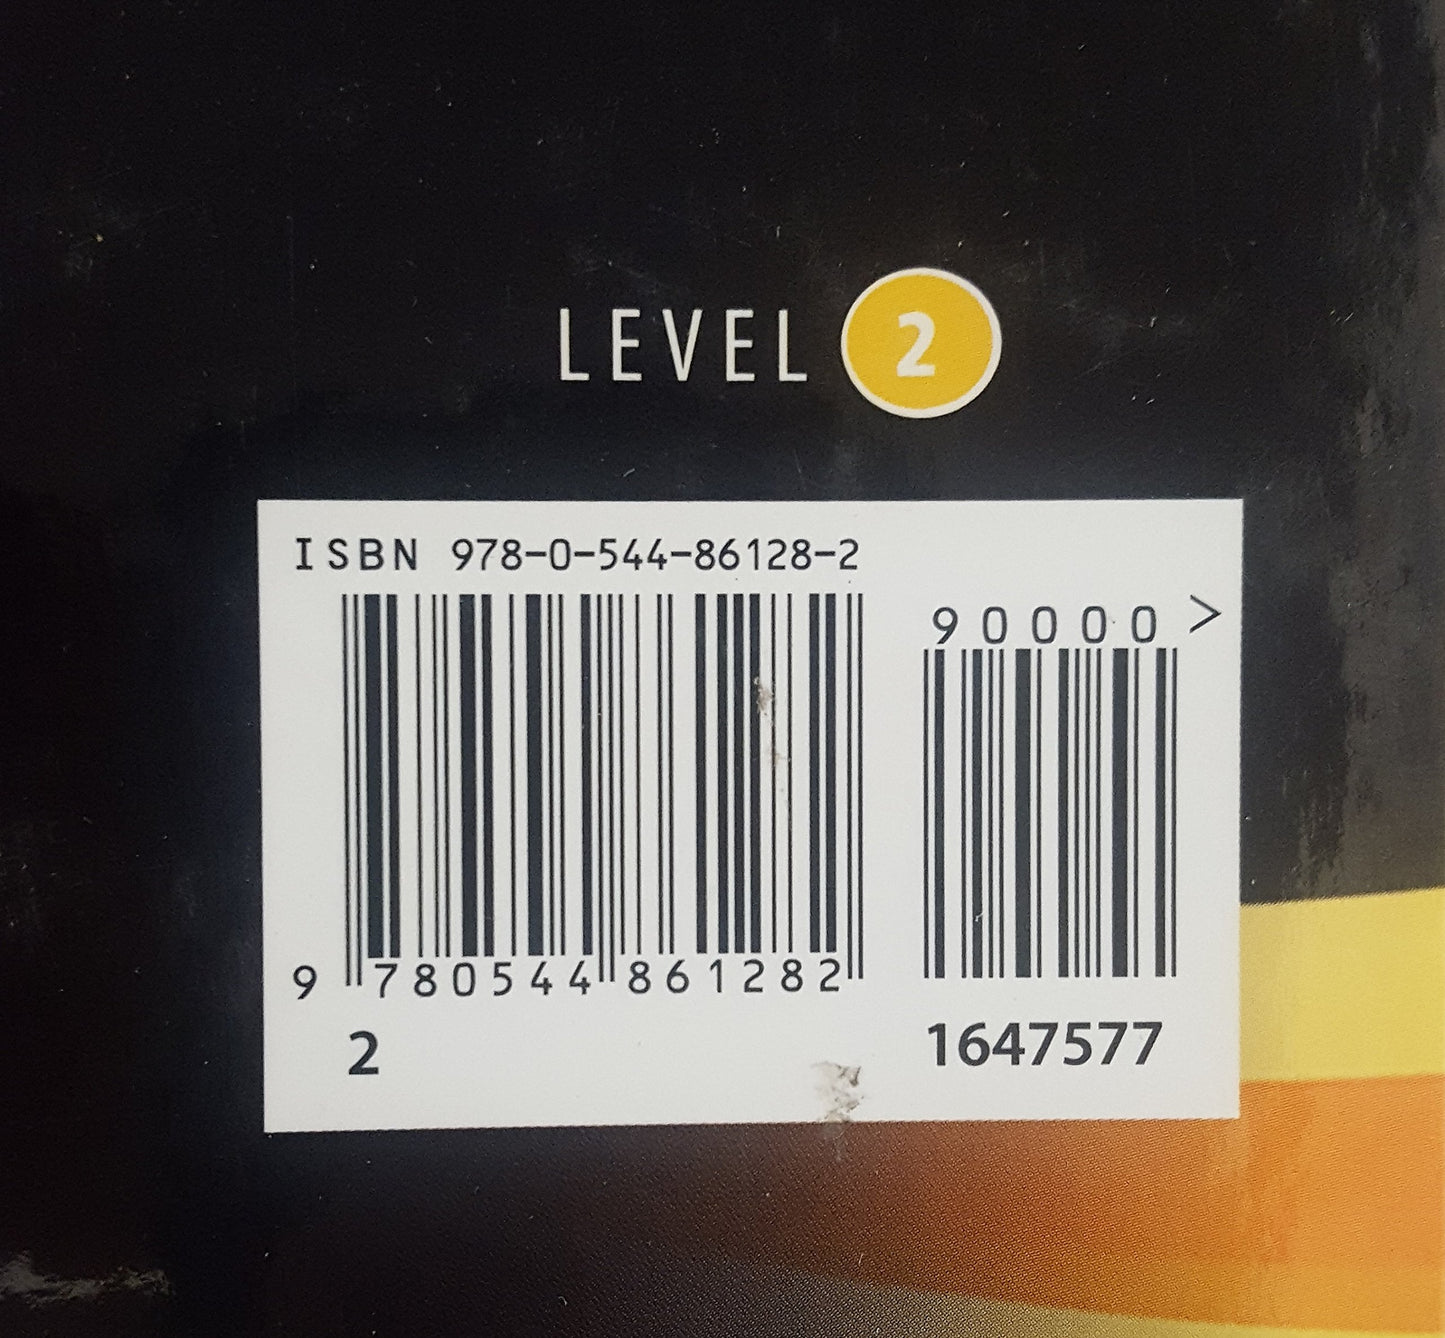 LEVEL 2
ISBN 978-0-544-86128-2
90000>
9 780544 861282
2 1647577